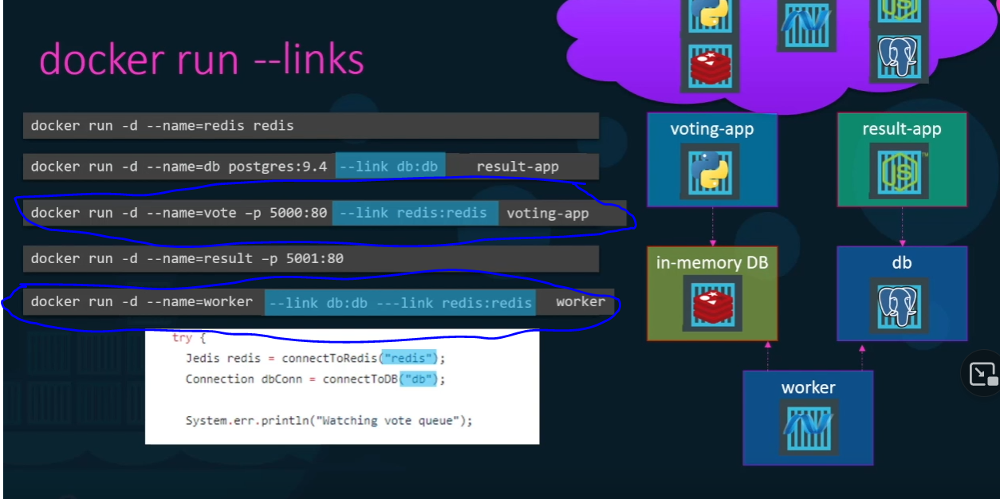 docker run --links
docker run -d --name=redis redis
docker run -d --name=db postgres:9.4 --link db:db result-app
docker run -d --name=vote –p 5000:80 --link redis:redis voting-app
docker run -d --name=result –p 5001:80
docker run -d --name=worker --link db:db ---link redis:redis worker
try {
Jedis redis = connectToRedis("redis");
Connection dbConn = connectToDB("db");
System.err.println("Watching vote queue");
voting-app
result-app
JS
TM
in-memory DB
db
worker